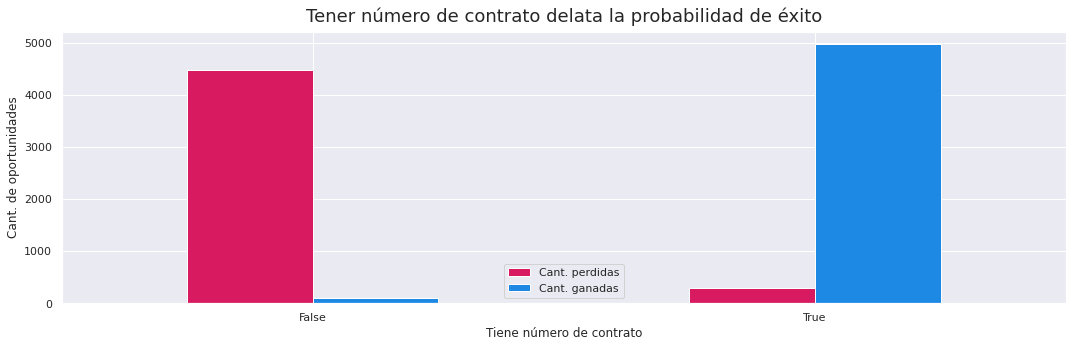 Tener número de contrato delata la probabilidad de éxito
Cant. de oportunidades
5000
4000
3000
2000
1000
0
Cant. perdidas
Cant. ganadas
False
True
Tiene número de contrato